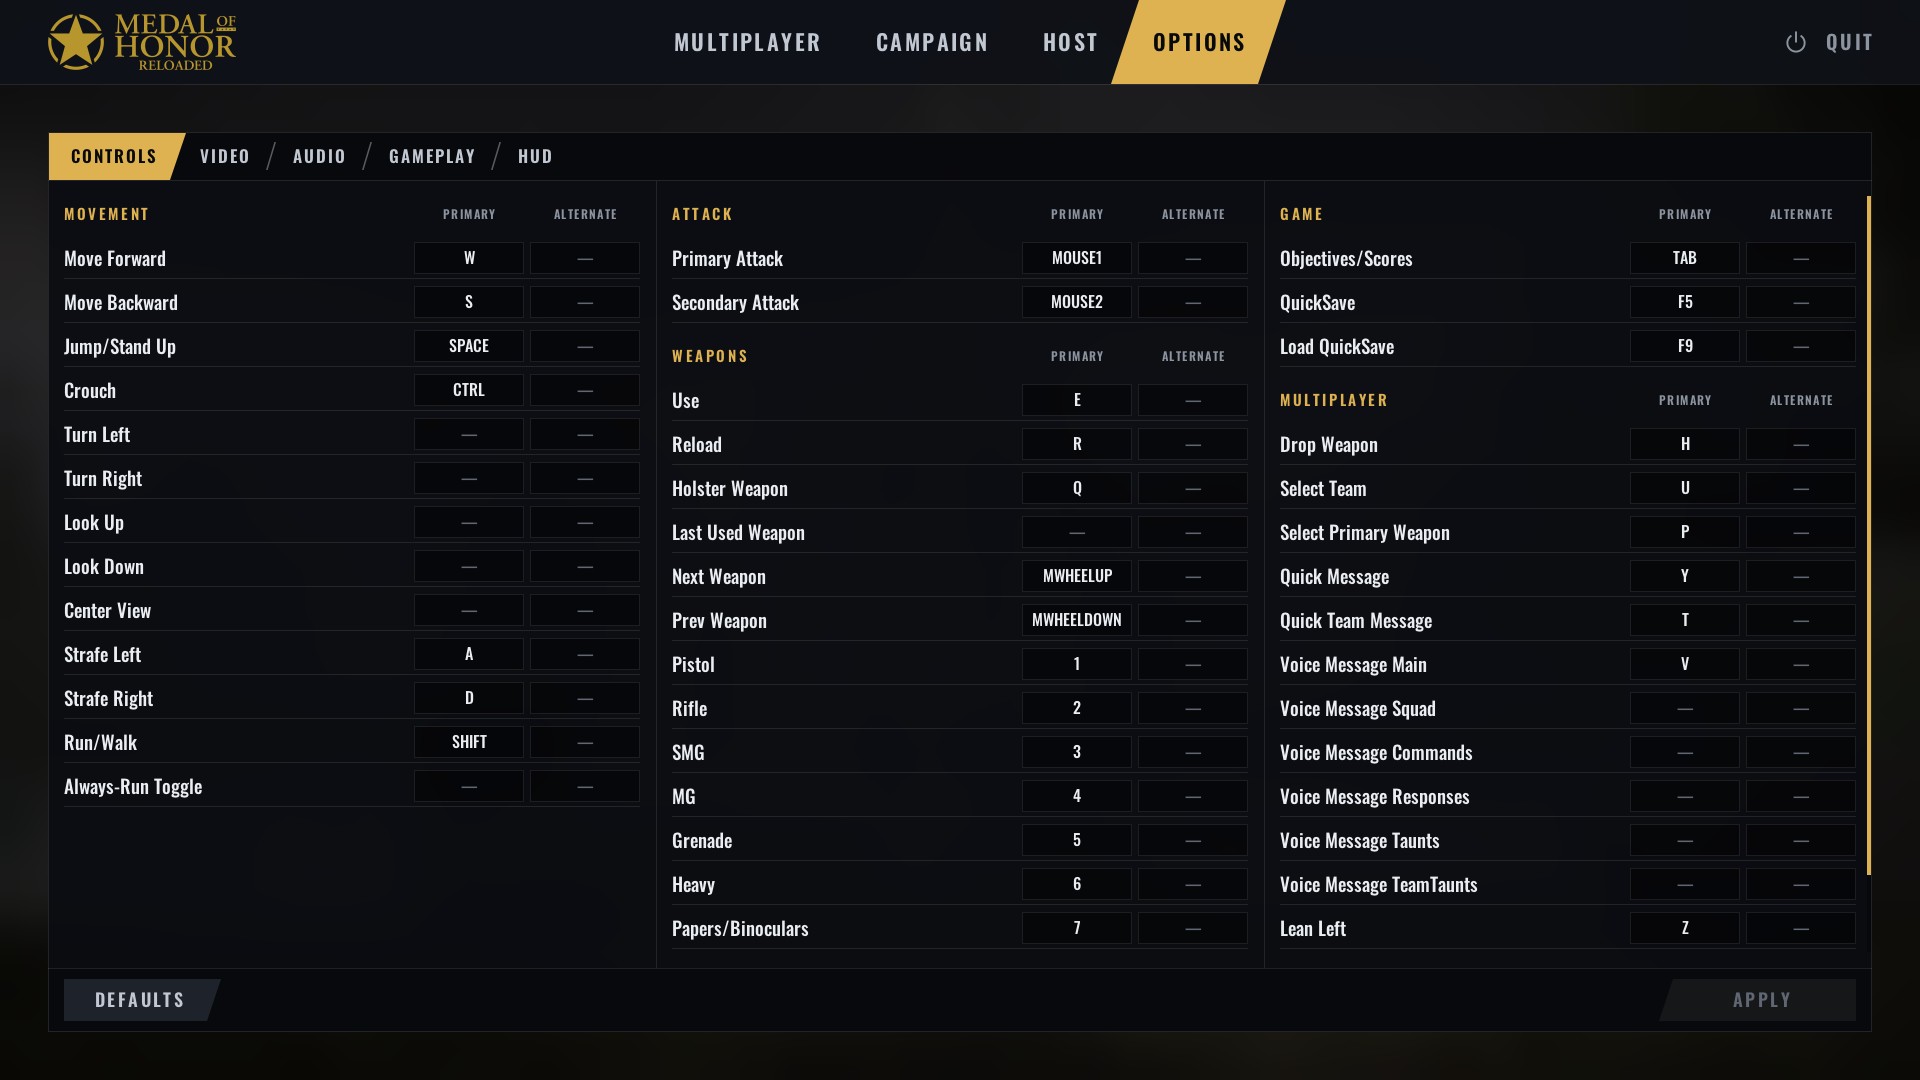 MEDAL OF
HONOR
RELOADED
MULTIPLAYER
CAMPAIGN
HOST
OPTIONS
QUIT
CONTROLS
VIDEO
AUDIO
GAMEPLAY
HUD
MOVEMENT PRIMARY ALTERNATE
Move Forward W —
Move Backward S —
Jump/Stand Up SPACE —
Crouch CTRL —
Turn Left — —
Turn Right — —
Look Up — —
Look Down — —
Center View — —
Strafe Left A —
Strafe Right D —
Run/Walk SHIFT —
Always-Run Toggle — —
ATTACK PRIMARY ALTERNATE
Primary Attack MOUSE1 —
Secondary Attack MOUSE2 —
WEAPONS PRIMARY ALTERNATE
Use E —
Reload R —
Holster Weapon Q —
Last Used Weapon — —
Next Weapon MWHEELUP —
Prev Weapon MWHEELDOWN —
Pistol 1 —
Rifle 2 —
SMG 3 —
MG 4 —
Grenade 5 —
Heavy 6 —
Papers/Binoculars 7 —
GAME PRIMARY ALTERNATE
Objectives/Scores TAB —
QuickSave F5 —
Load QuickSave F9 —
MULTIPLAYER PRIMARY ALTERNATE
Drop Weapon H —
Select Team U —
Select Primary Weapon P —
Quick Message Y —
Quick Team Message T —
Voice Message Main V —
Voice Message Squad — —
Voice Message Commands — —
Voice Message Responses — —
Voice Message Taunts — —
Voice Message TeamTaunts — —
Lean Left Z —
DEFAULTS
APPLY